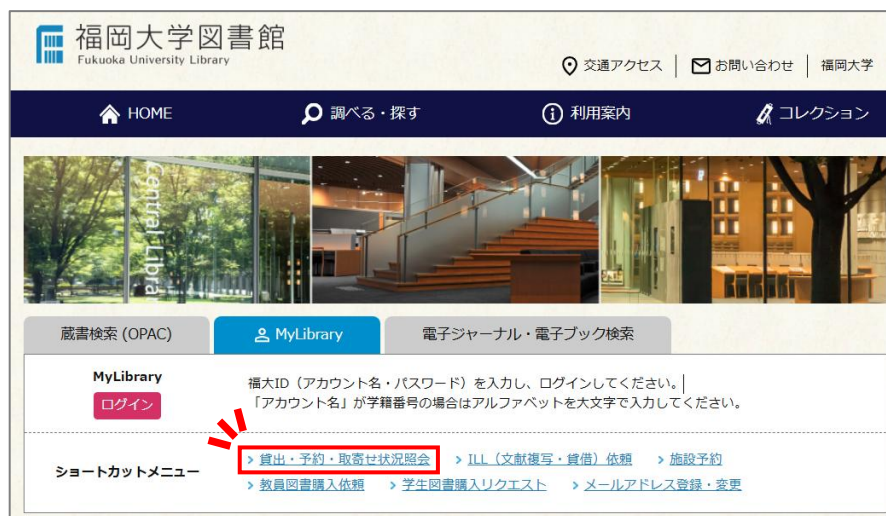 福岡大学図書館
Fukuoka University Library
交通アクセス | お問い合わせ | 福岡大学
HOME 調べる・探す 利用案内 コレクション
Central Library
蔵書検索 (OPAC) MyLibrary 電子ジャーナル・電子ブック検索
MyLibrary
ログイン
福大ID（アカウント名・パスワード）を入力し、ログインしてください。
「アカウント名」が学籍番号の場合はアルファベットを大文字で入力してください。
ショートカットメニュー
> 貸出・予約・取寄せ状況照会 > ILL（文献複写・貸借）依頼 > 施設予約
> 教員図書購入依頼 > 学生図書購入リクエスト > メールアドレス登録・変更